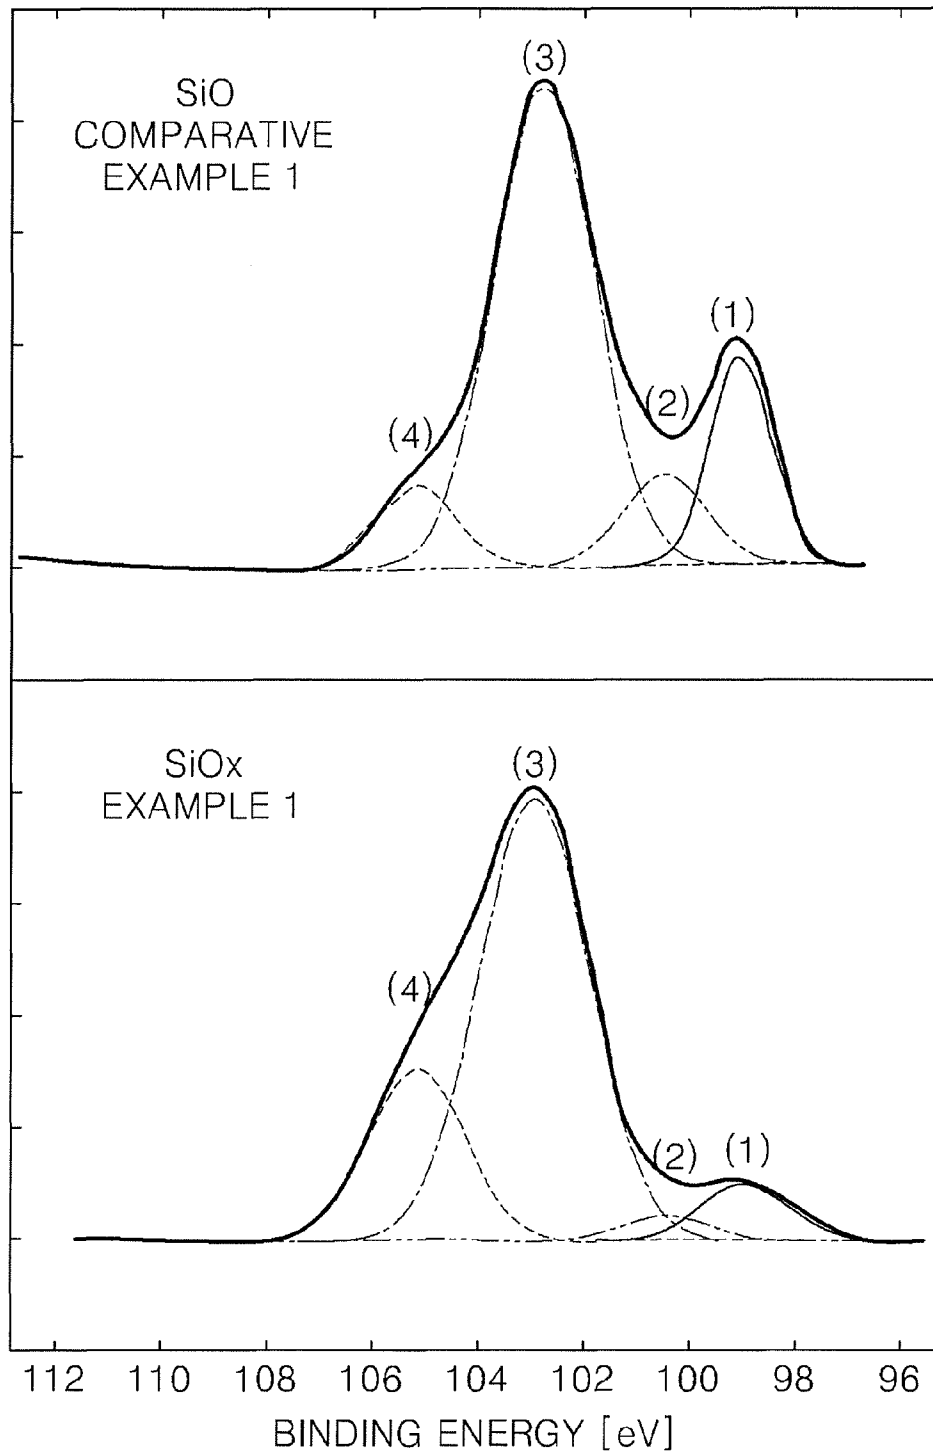 SiO
COMPARATIVE
EXAMPLE 1
(3)
(1)
(2)
(4)
SiOx
EXAMPLE 1
(3)
(4)
(2)
(1)
112 110 108 106 104 102 100 98 96
BINDING ENERGY [eV]